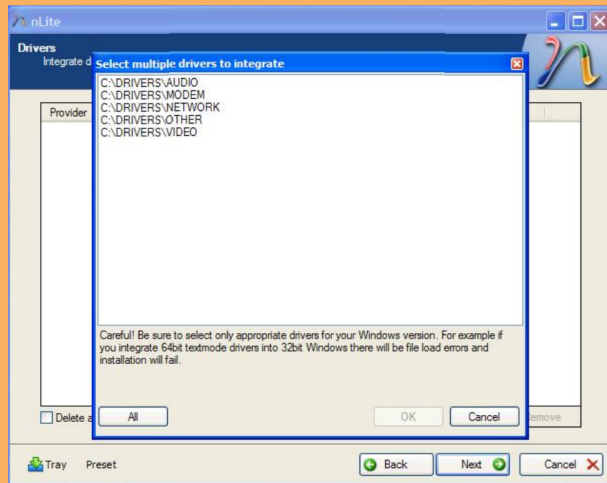 nLite
Drivers
Integrate d
Select multiple drivers to integrate
Provider
C:\DRIVERS\AUDIO
C:\DRIVERS\MODEM
C:\DRIVERS\NETWORK
C:\DRIVERS\OTHER
C:\DRIVERS\VIDEO
Careful! Be sure to select only appropriate drivers for your Windows version. For example if
you integrate 64bit textmode drivers into 32bit Windows there will be file load errors and
installation will fail.
Delete a
All
OK
Cancel
emove
Tray
Preset
Back
Next
Cancel